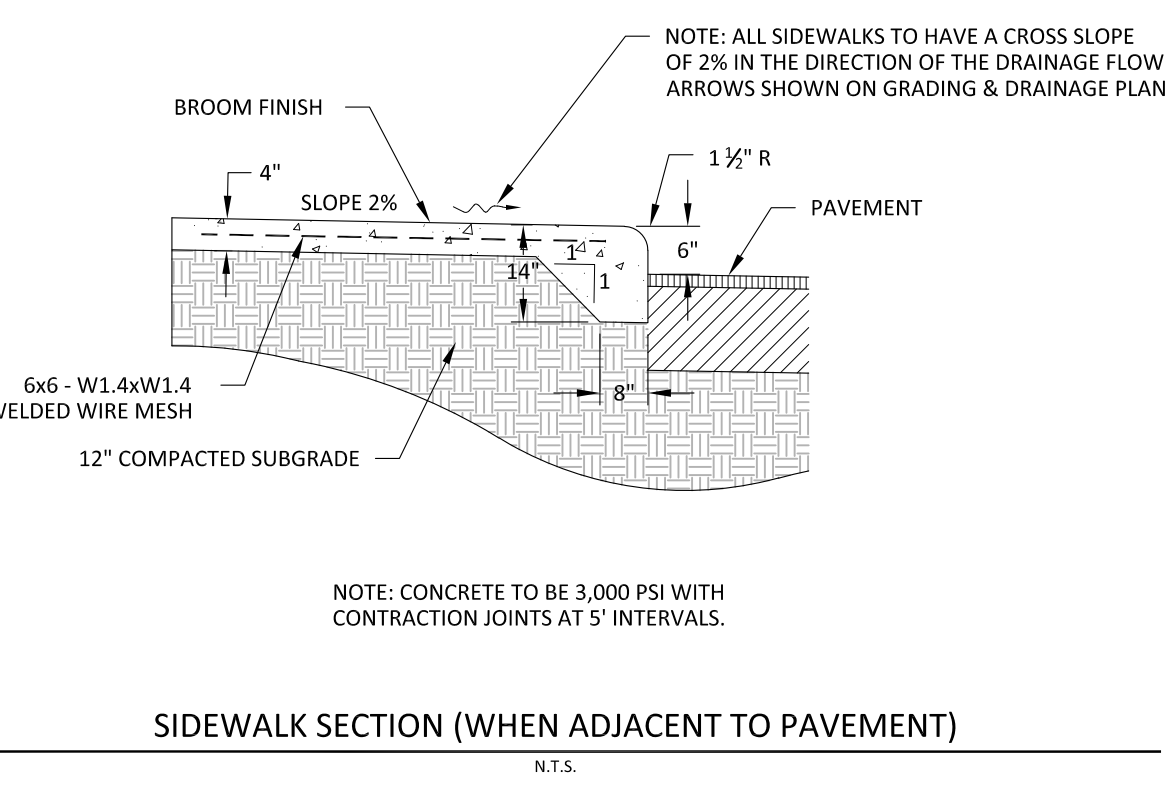 NOTE: ALL SIDEWALKS TO HAVE A CROSS SLOPE
OF 2% IN THE DIRECTION OF THE DRAINAGE FLOW
ARROWS SHOWN ON GRADING & DRAINAGE PLAN
BROOM FINISH
1 ½" R
4"
SLOPE 2%
PAVEMENT
6"
1
14"
1
6x6 - W1.4xW1.4
WELDED WIRE MESH
8"
12" COMPACTED SUBGRADE
NOTE: CONCRETE TO BE 3,000 PSI WITH
CONTRACTION JOINTS AT 5' INTERVALS.
SIDEWALK SECTION (WHEN ADJACENT TO PAVEMENT)
N.T.S.